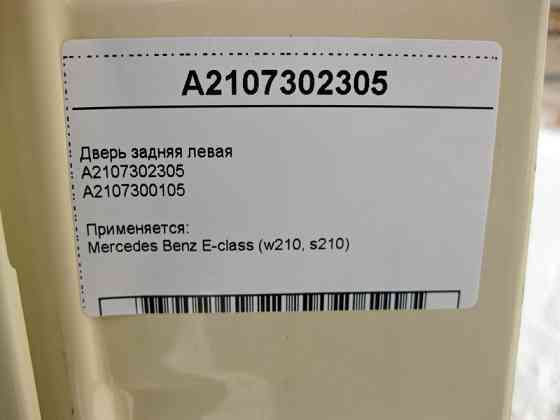 A2107302305
Дверь задняя левая
A2107302305
A2107300105
Применяется:
Mercedes Benz E-class (w210, s210)